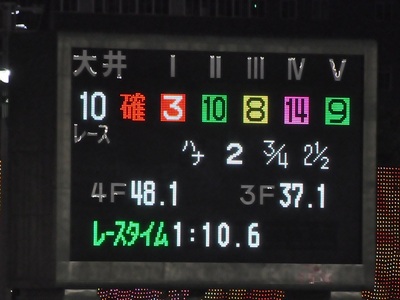 大井 Ⅰ Ⅱ Ⅲ Ⅳ Ⅴ
10 確 3 10 8 14 9
レース
ハナ 2 3/4 2 1/2
4F 48.1 3F 37.1
レースタイム 1:10.6